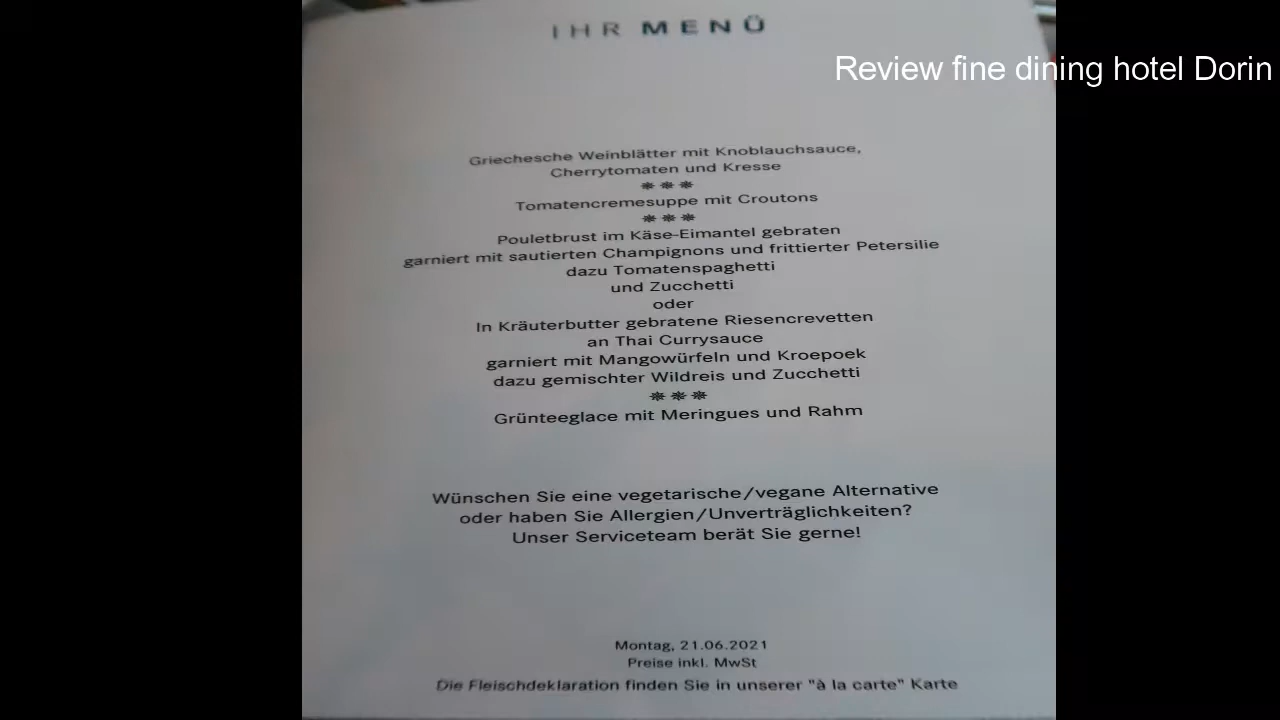 IHR MENÜ
Review fine dining hotel Dorin
Griechesche Weinblätter mit Knoblauchsauce,
Cherrytomaten und Kresse
***
Tomatencremesuppe mit Croutons
***
Pouletbrust im Käse-Eimantel gebraten
garniert mit sautierten Champignons und frittierter Petersilie
dazu Tomatenspaghetti
und Zucchetti
oder
In Kräuterbutter gebratene Riesencrevetten
an Thai Currysauce
garniert mit Mangowürfeln und Kroepoek
dazu gemischter Wildreis und Zucchetti
***
Grünteeglace mit Meringues und Rahm
Wünschen Sie eine vegetarische/vegane Alternative
oder haben Sie Allergien/Unverträglichkeiten?
Unser Serviceteam berät Sie gerne!
Montag, 21.06.2021
Preise inkl. MwSt
Die Fleischdeklaration finden Sie in unserer "à la carte" Karte